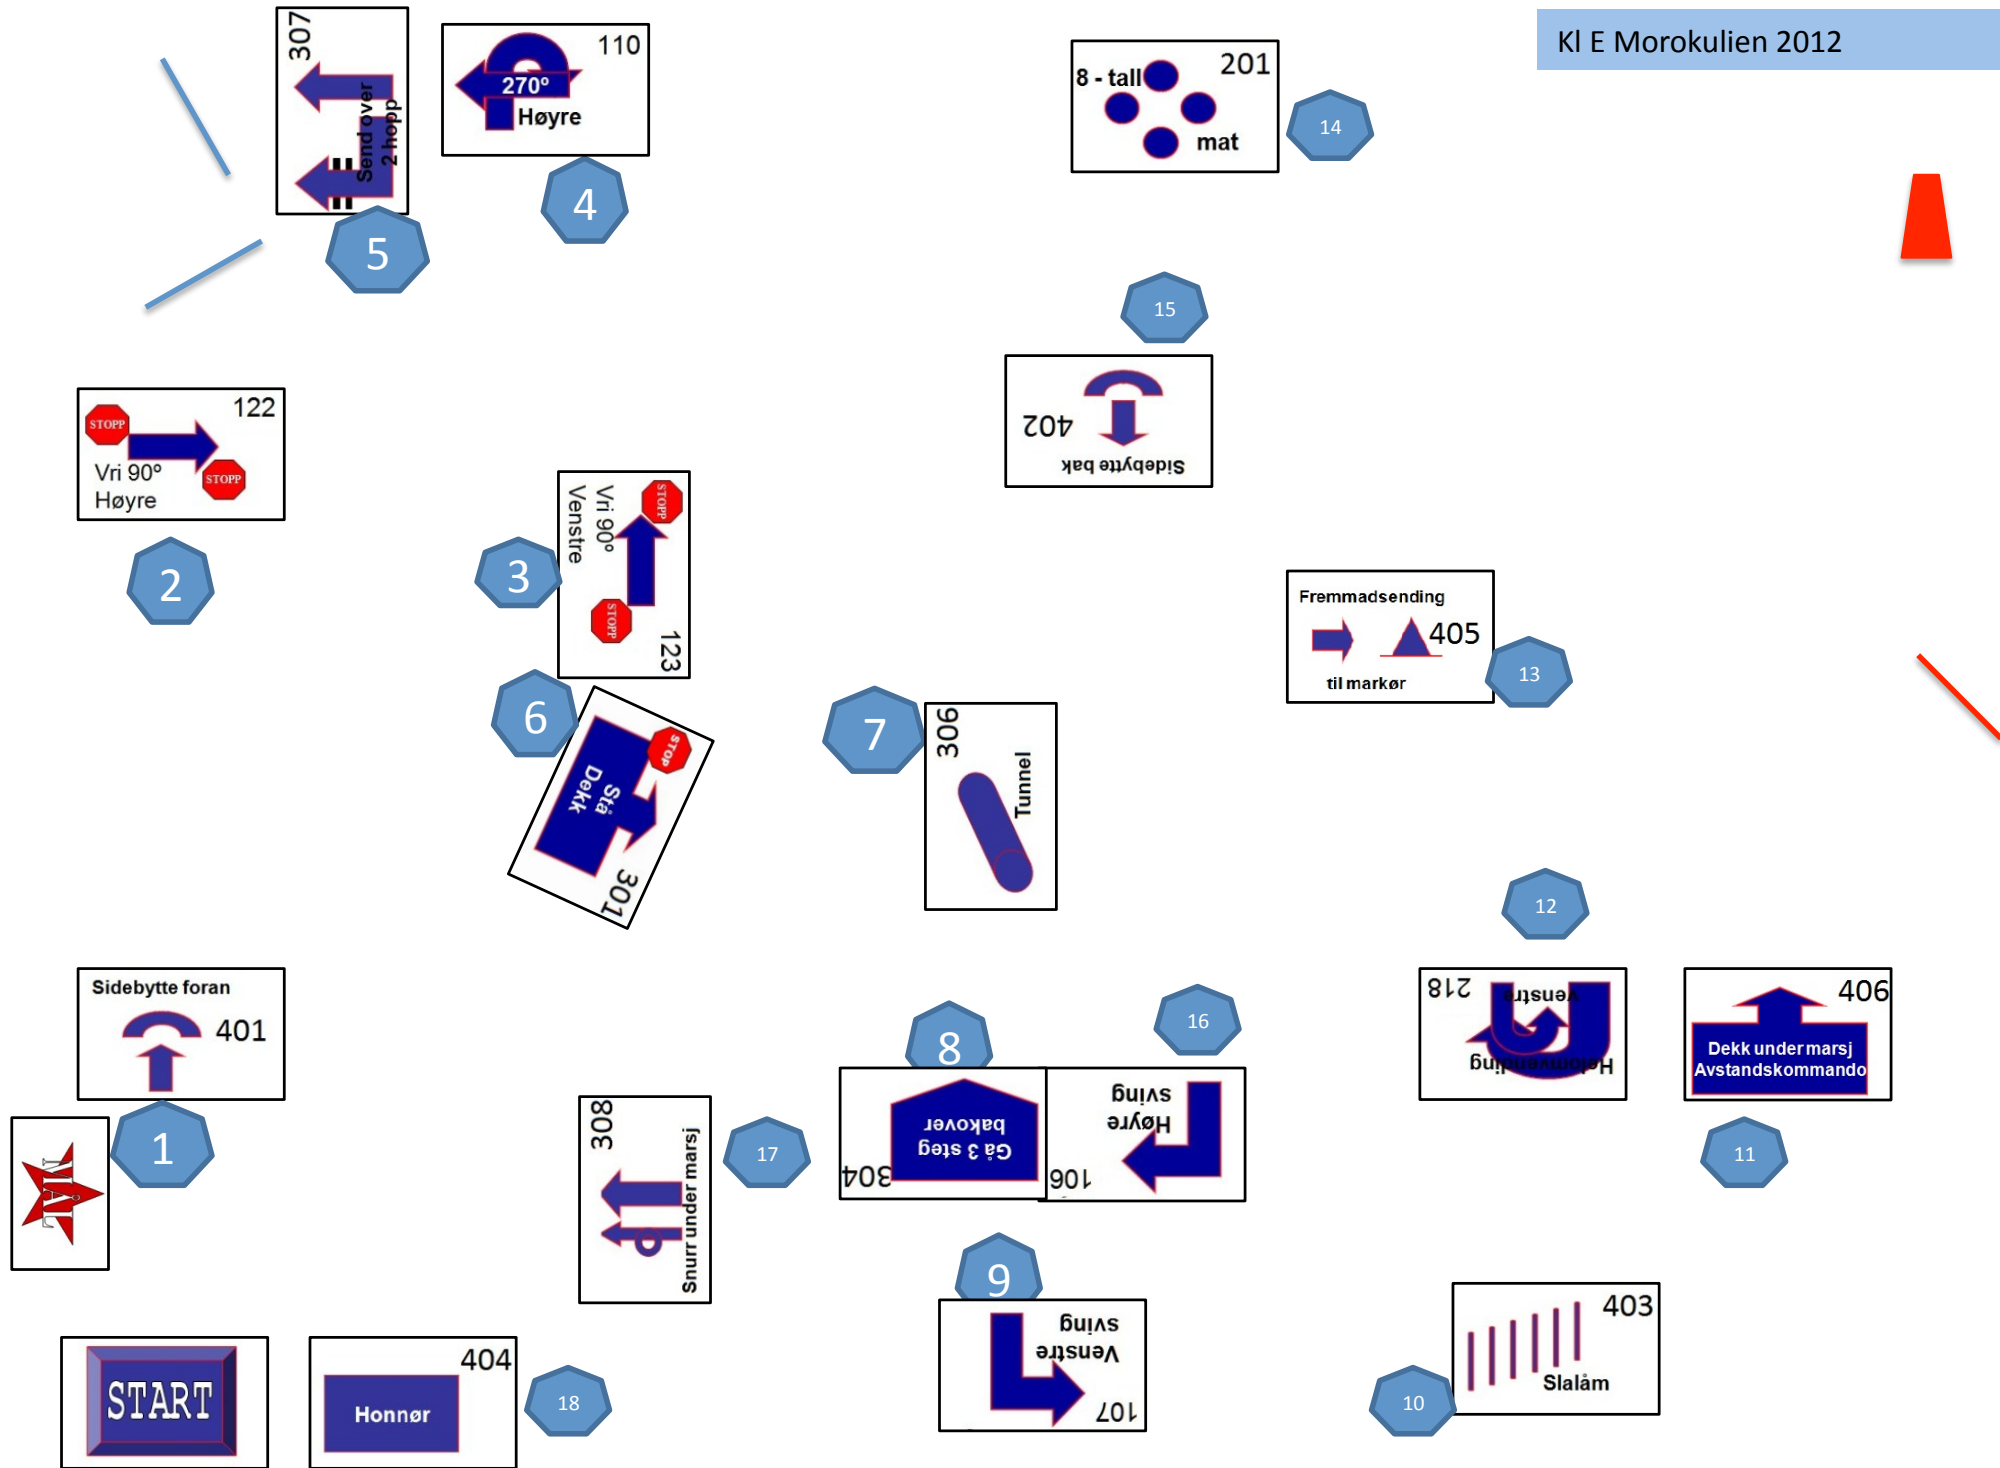 Kl E Morokulien 2012
307
Send over
2 hopp
5
110
270º
Høyre
4
201
8 - tall
mat
14
15
402
Sidebytte bak
122
STOPP
STOPP
Vri 90º
Høyre
2
3
Vri 90º
Venstre
STOPP
STOPP
123
Fremmadsending
405
til markør
13
6
STOP
Stå
Dekk
301
7
306
Tunnel
12
218
Helomvending
venstre
406
Dekk under marsj
Avstandskommando
11
Sidebytte foran
401
1
MÅL
16
Høyre
sving
106
8
Gå 3 steg
bakover
304
308
Snurr under marsj
17
9
Venstre
sving
107
403
Slalåm
10
START
404
Honnør
18